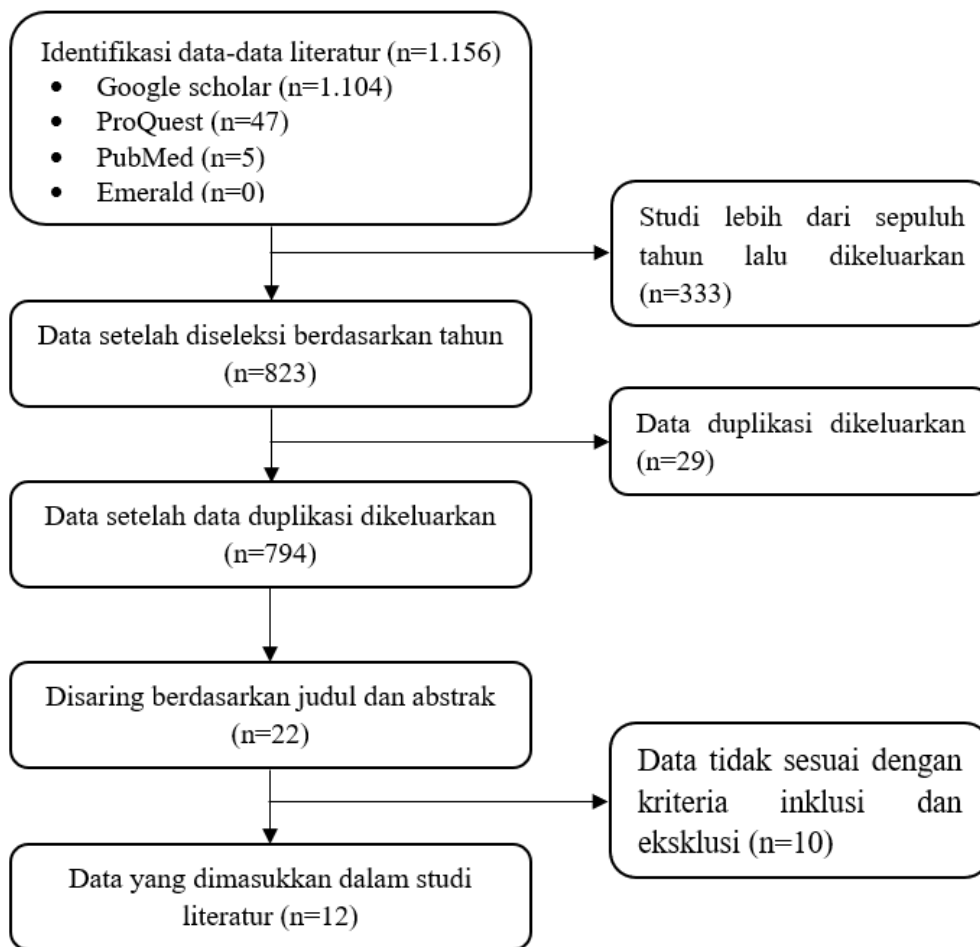 Identifikasi data-data literatur (n=1.156)
• Google scholar (n=1.104)
• ProQuest (n=47)
• PubMed (n=5)
• Emerald (n=0)
Studi lebih dari sepuluh
tahun lalu dikeluarkan
(n=333)
Data setelah diseleksi berdasarkan tahun
(n=823)
Data duplikasi dikeluarkan
(n=29)
Data setelah data duplikasi dikeluarkan
(n=794)
Disaring berdasarkan judul dan abstrak
(n=22)
Data tidak sesuai dengan
kriteria inklusi dan
eksklusi (n=10)
Data yang dimasukkan dalam studi
literatur (n=12)